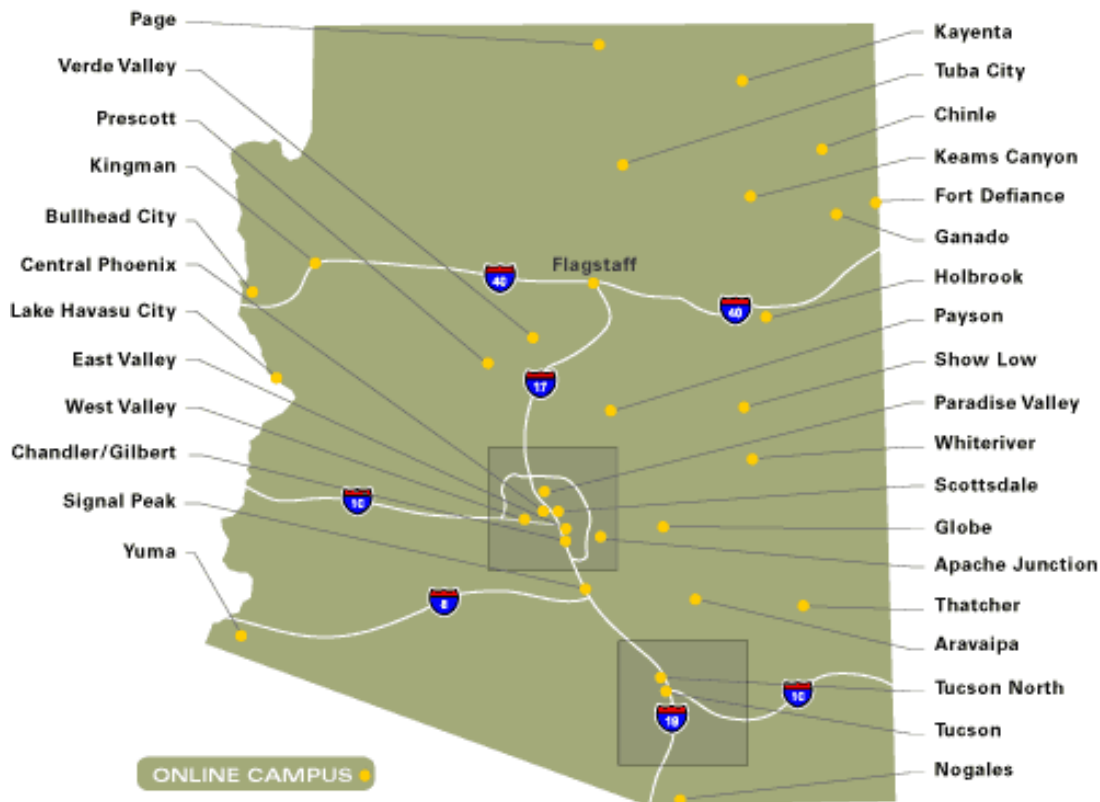 Page
Verde Valley
Prescott
Kingman
Bullhead City
Central Phoenix
Lake Havasu City
East Valley
West Valley
Chandler/Gilbert
Signal Peak
Yuma
Kayenta
Tuba City
Chinle
Keams Canyon
Fort Defiance
Ganado
Holbrook
Payson
Show Low
Paradise Valley
Whiteriver
Scottsdale
Globe
Apache Junction
Thatcher
Aravaipa
Tucson North
Tucson
Nogales
Flagstaff
40
40
17
10
8
10
19
ONLINE CAMPUS